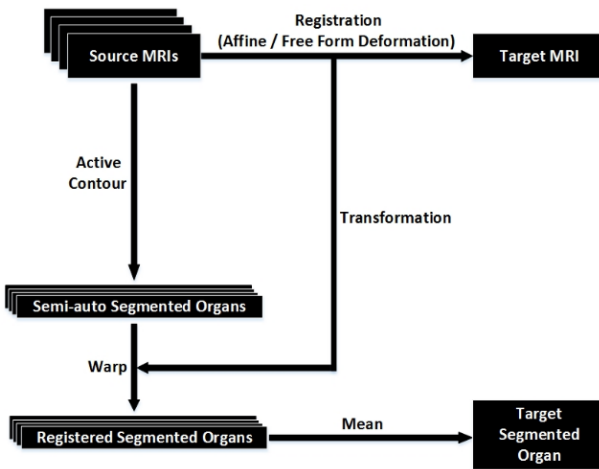 Registration
(Affine / Free Form Deformation)
Source MRIs
Target MRI
Active
Contour
Transformation
Semi-auto Segmented Organs
Warp
Registered Segmented Organs
Mean
Target
Segmented
Organ